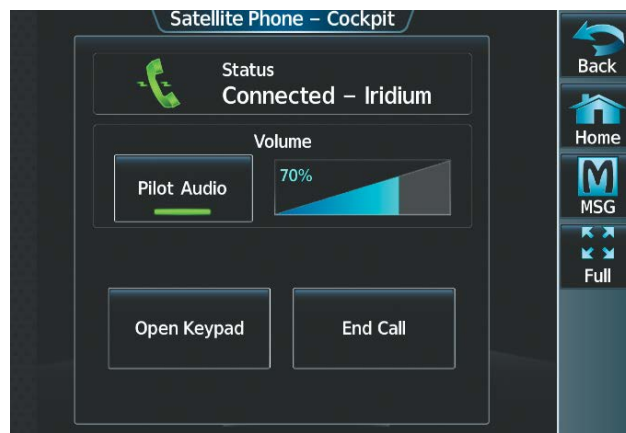 Satellite Phone – Cockpit
Status
Connected – Iridium
Volume
Pilot Audio
70%
Open Keypad
End Call
Back
Home
MSG
Full